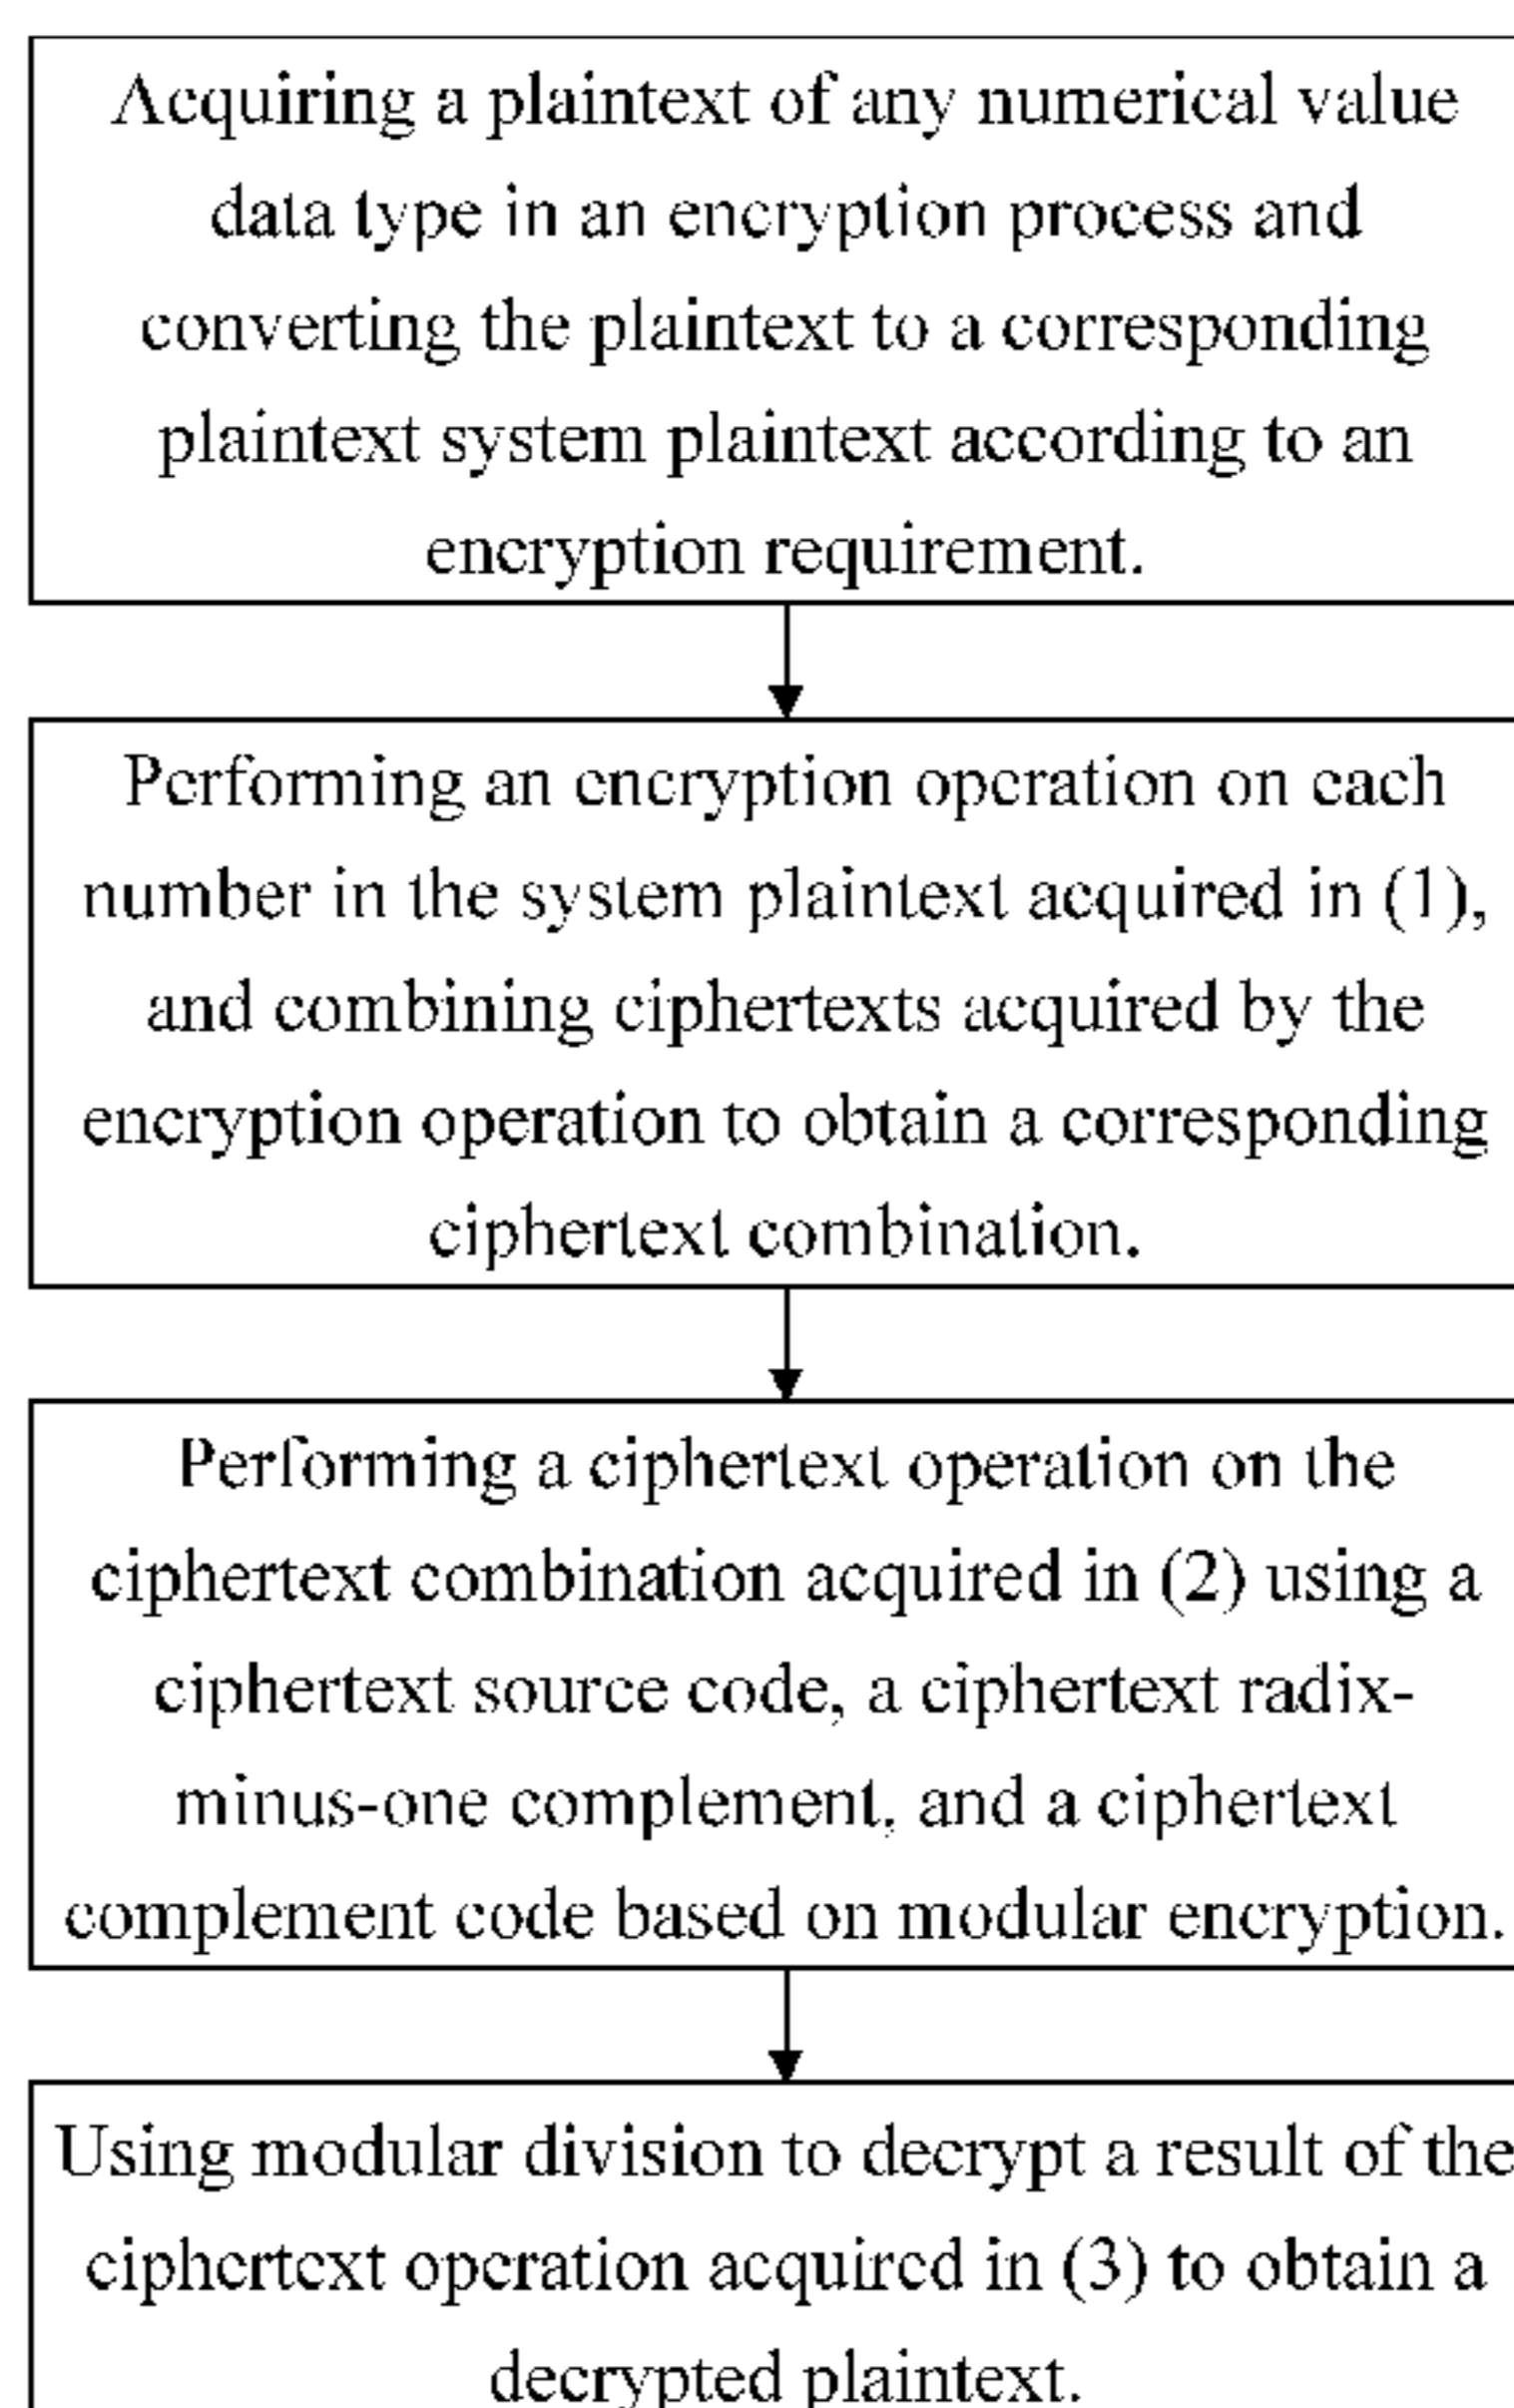 Acquiring a plaintext of any numerical value
data type in an encryption process and
converting the plaintext to a corresponding
plaintext system plaintext according to an
encryption requirement.
Performing an encryption operation on each
number in the system plaintext acquired in (1),
and combining ciphertexts acquired by the
encryption operation to obtain a corresponding
ciphertext combination.
Performing a ciphertext operation on the
ciphertext combination acquired in (2) using a
ciphertext source code, a ciphertext radix-
minus-one complement, and a ciphertext
complement code based on modular encryption.
Using modular division to decrypt a result of the
ciphertext operation acquired in (3) to obtain a
decrypted plaintext.